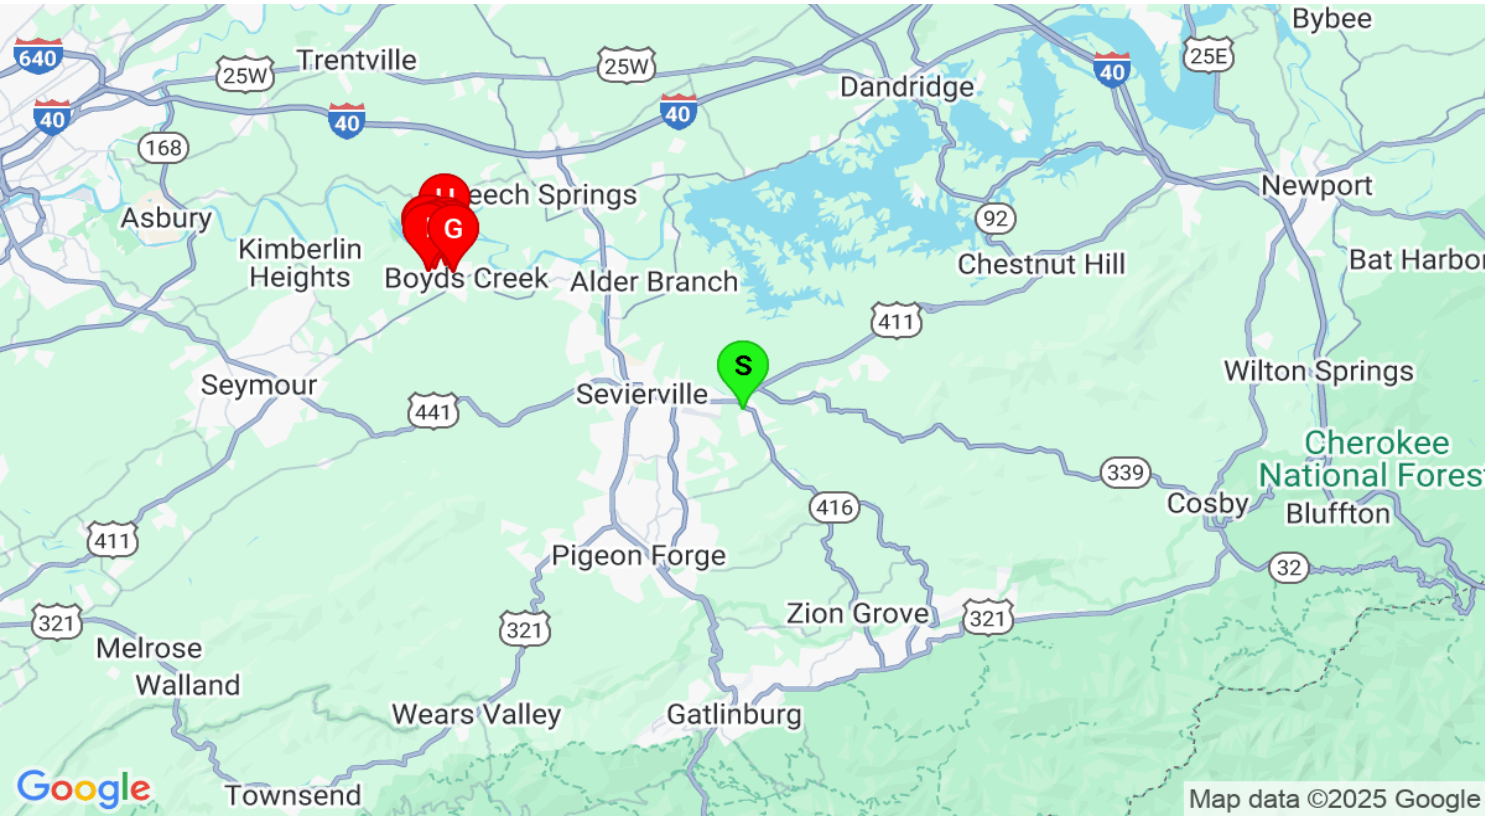 Bybee
640
Trentville
25W
25W
25E
40
Dandridge
40
40
40
168
Newport
eech Springs
Asbury
92
G
Kimberlin
Heights
Boyds Creek
Alder Branch
Chestnut Hill
Bat Harbor
411
S
Wilton Springs
Seymour
Sevierville
441
Cherokee
National Forest
339
Cosby
416
Bluffton
411
Pigeon Forge
32
Zion Grove
321
321
321
Melrose
Walland
Wears Valley
Gatlinburg
Google
Townsend
Map data ©2025 Google